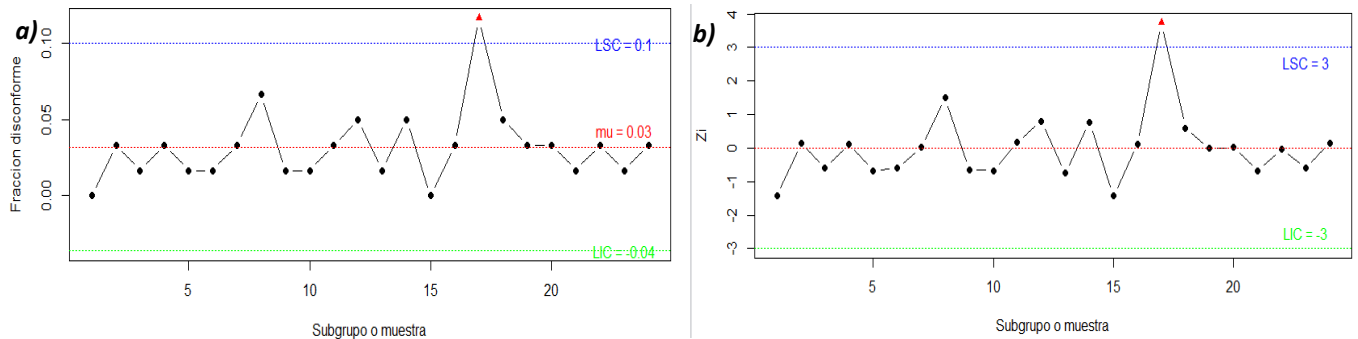 a)
Fraccion disconforme
0.10
0.05
0.00
LSC = 0.1
mu = 0.03
LIC = -0.04
5
10
15
20
Subgrupo o muestra
b)
Zi
4
3
2
1
0
-1
-2
-3
LSC = 3
LIC = -3
5
10
15
20
Subgrupo o muestra